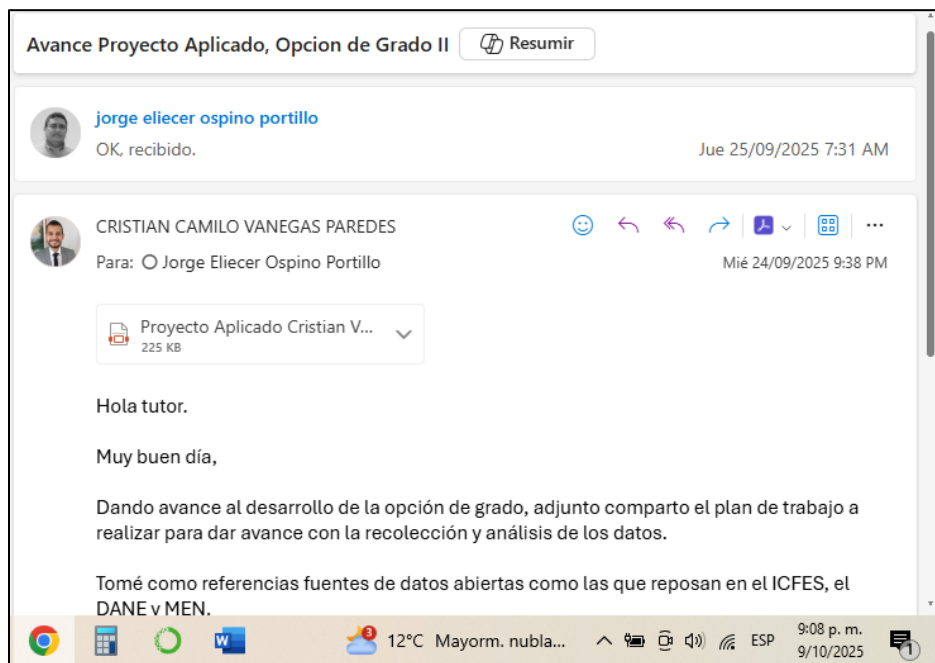 Avance Proyecto Aplicado, Opcion de Grado II Resumir
jorge eliecer ospino portillo
OK, recibido. Jue 25/09/2025 7:31 AM
CRISTIAN CAMILO VANEGAS PAREDES
Para: Jorge Eliecer Ospino Portillo Mié 24/09/2025 9:38 PM
Proyecto Aplicado Cristian V...
225 KB
Hola tutor.
Muy buen día,
Dando avance al desarrollo de la opción de grado, adjunto comparto el plan de trabajo a
realizar para dar avance con la recolección y análisis de los datos.
Tomé como referencias fuentes de datos abiertas como las que reposan en el ICFES, el
DANE y MEN.
3 12°C Mayorm. nubla... ESP 9:08 p. m.
9/10/2025 1